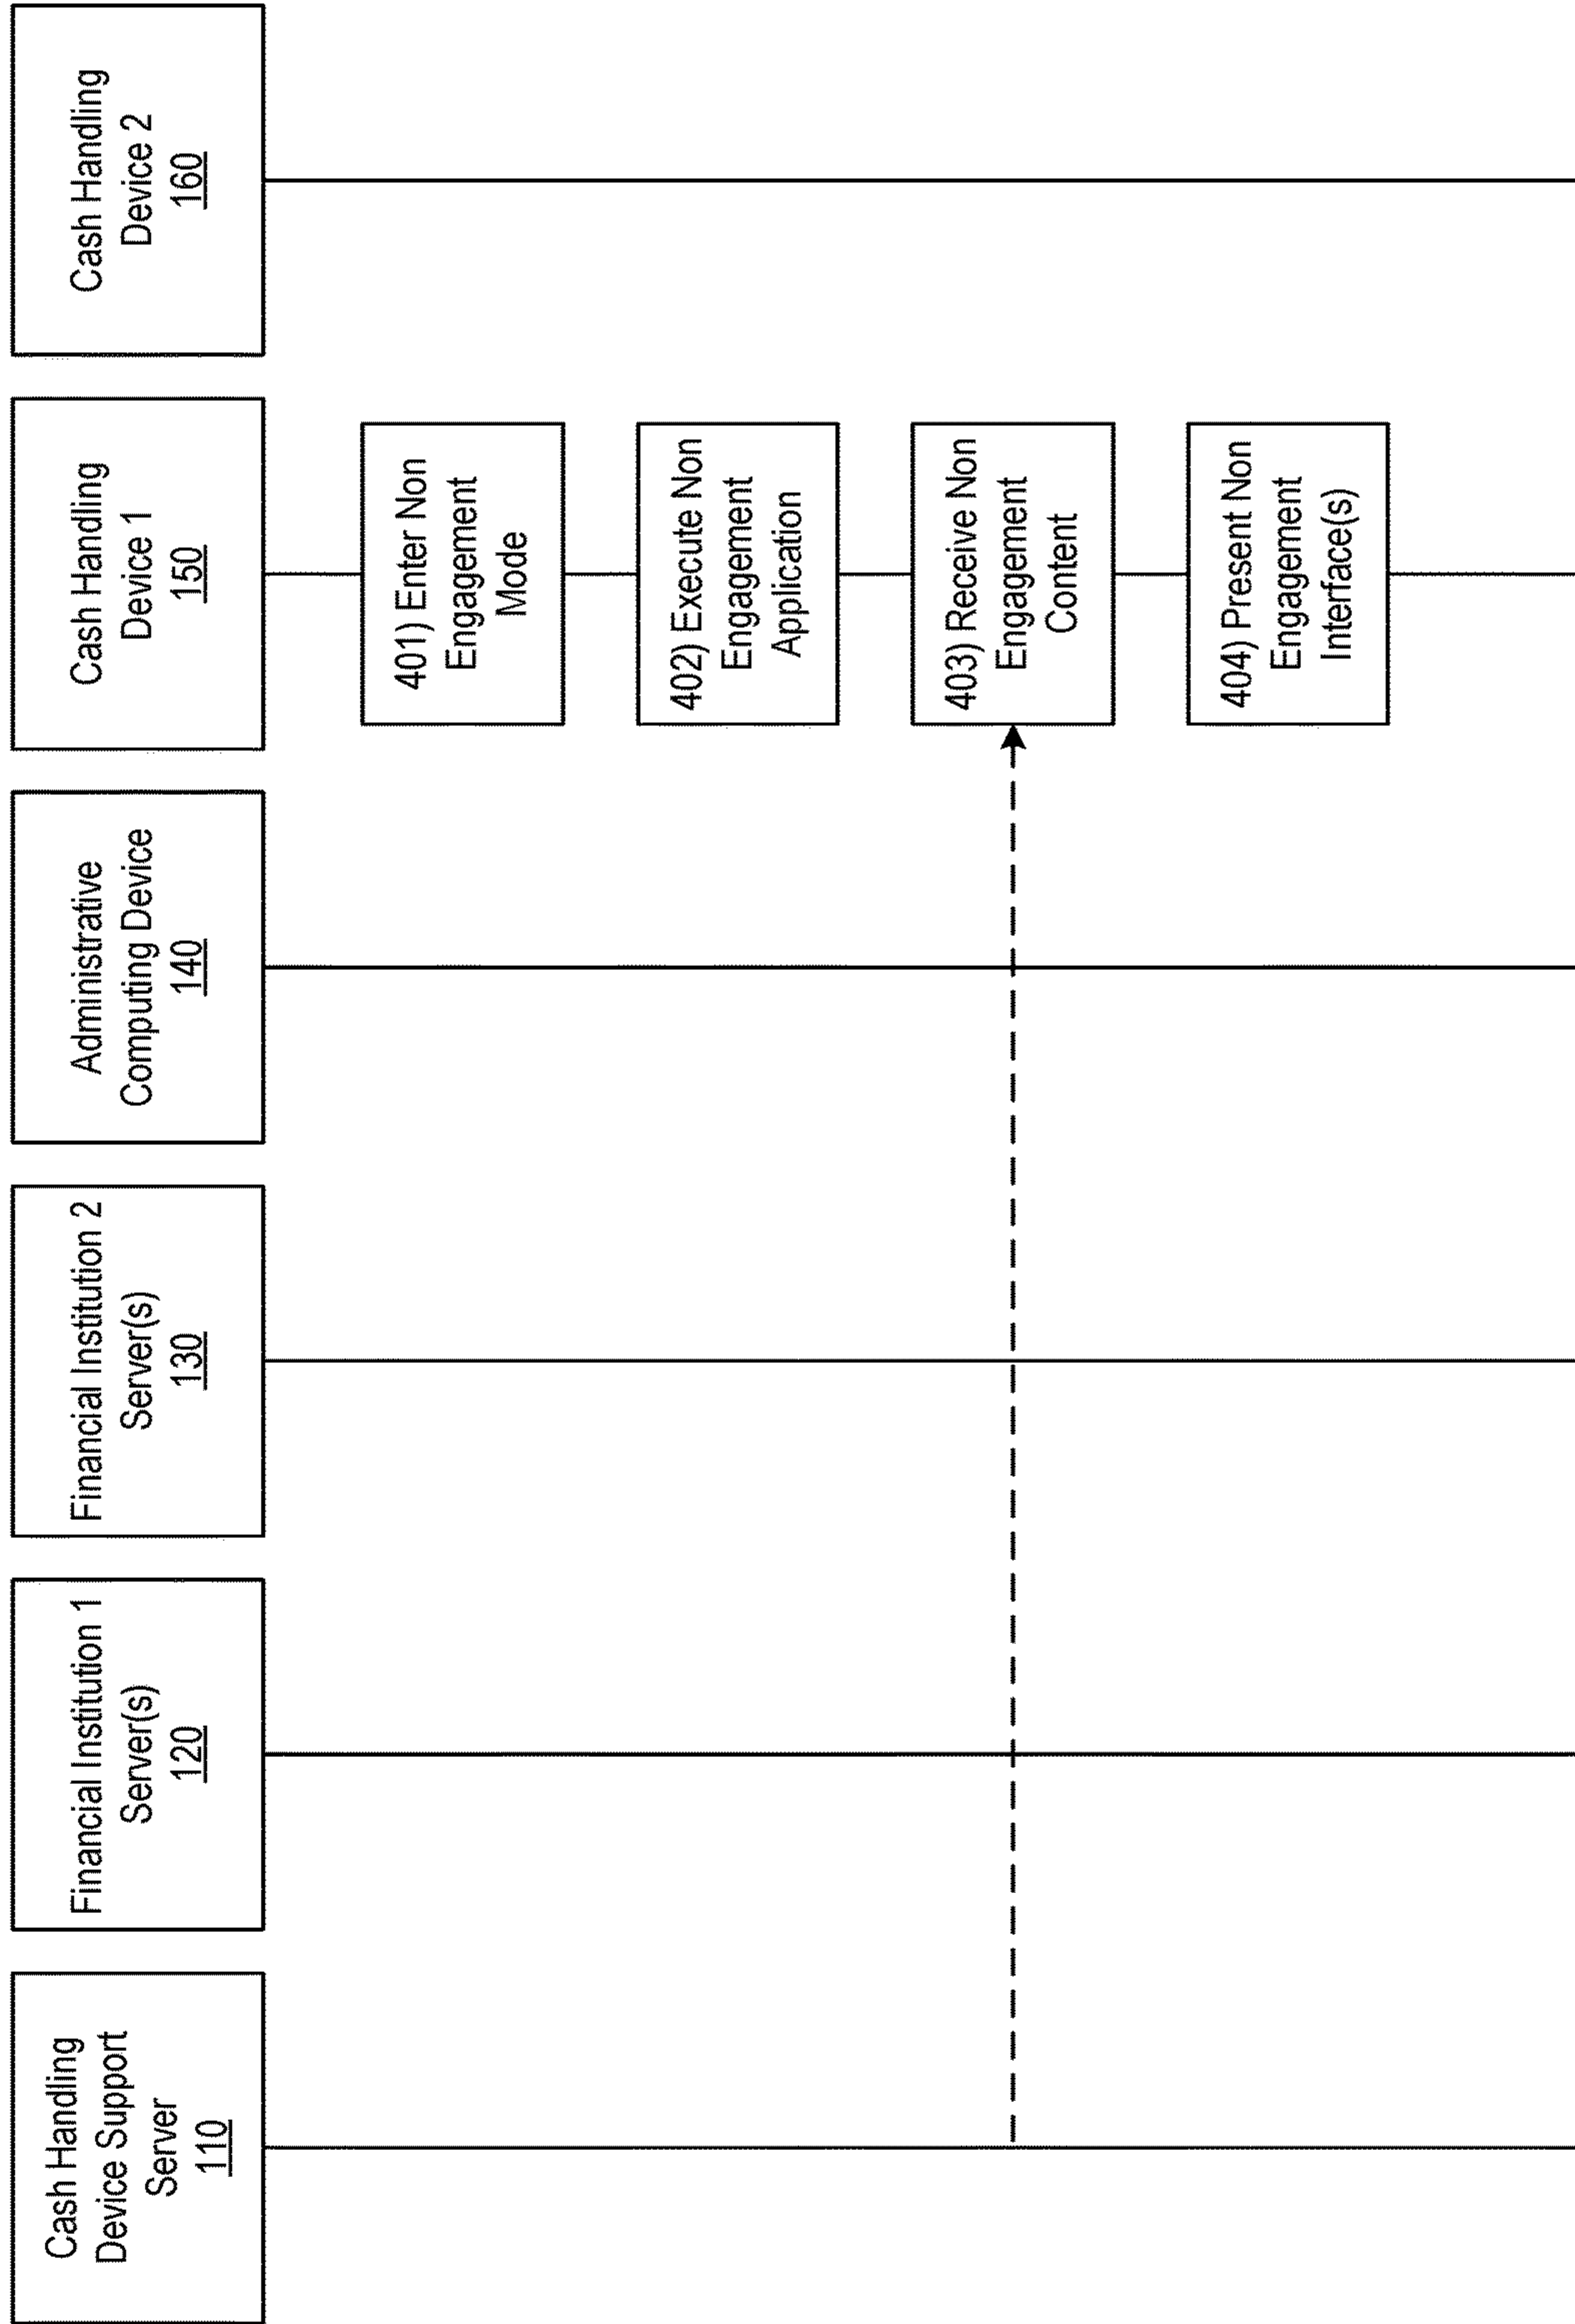 Cash Handling
Device Support
Server
110
Financial Institution 1
Server(s)
120
Financial Institution 2
Server(s)
130
Administrative
Computing Device
140
Cash Handling
Device 1
150
Cash Handling
Device 2
160
401) Enter Non
Engagement
Mode
402) Execute Non
Engagement
Application
403) Receive Non
Engagement
Content
404) Present Non
Engagement
Interface(s)